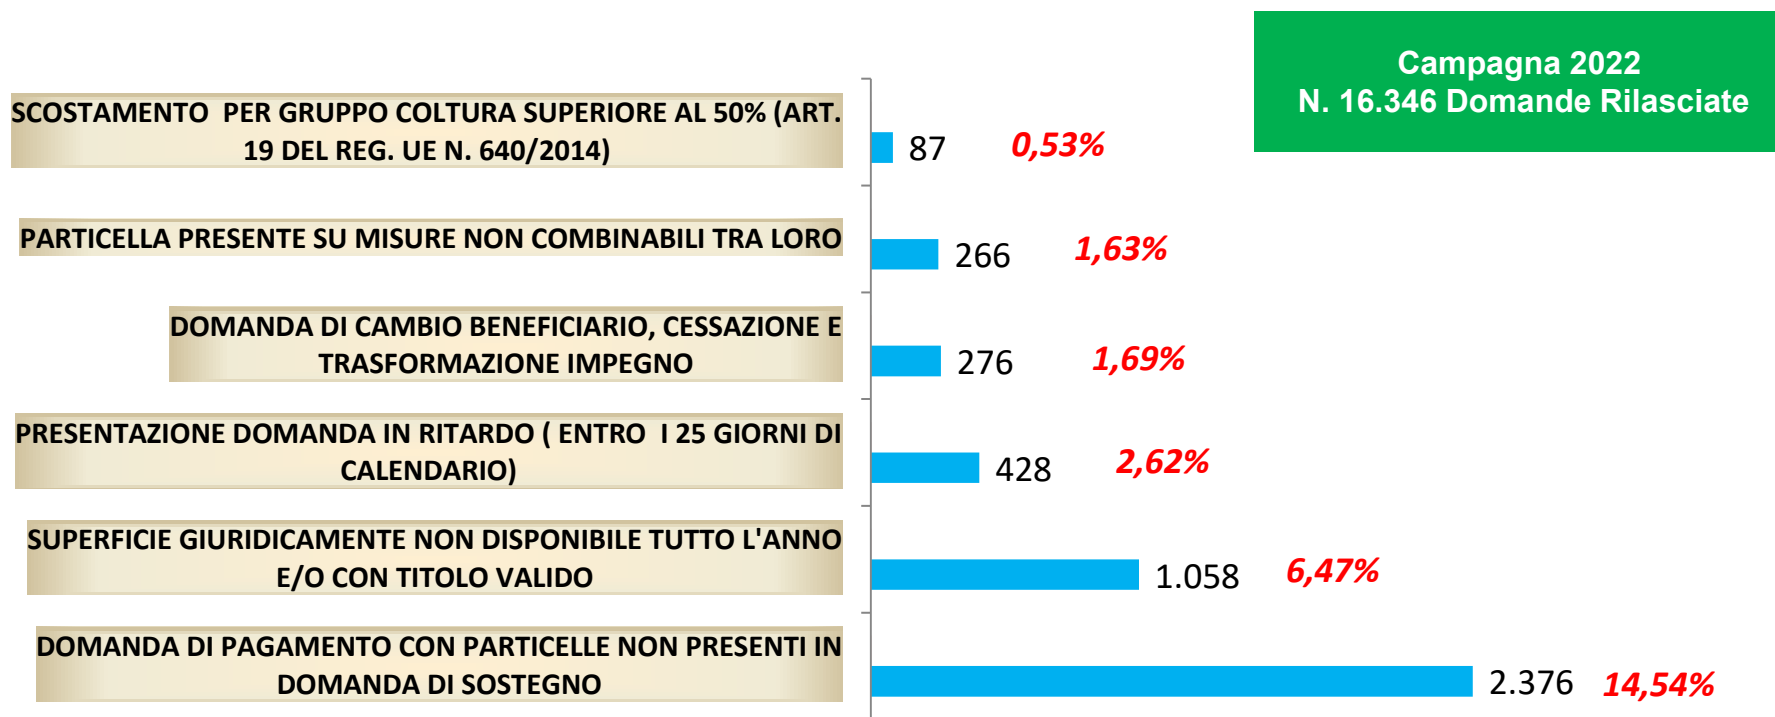 Campagna 2022
N. 16.346 Domande Rilasciate
SCOSTAMENTO PER GRUPPO COLTURA SUPERIORE AL 50% (ART.
19 DEL REG. UE N. 640/2014)
87 0,53%
PARTICELLA PRESENTE SU MISURE NON COMBINABILI TRA LORO
266 1,63%
DOMANDA DI CAMBIO BENEFICIARIO, CESSAZIONE E
TRASFORMAZIONE IMPEGNO
276 1,69%
PRESENTAZIONE DOMANDA IN RITARDO ( ENTRO I 25 GIORNI DI
CALENDARIO)
428 2,62%
SUPERFICIE GIURIDICAMENTE NON DISPONIBILE TUTTO L'ANNO
E/O CON TITOLO VALIDO
1.058 6,47%
DOMANDA DI PAGAMENTO CON PARTICELLE NON PRESENTI IN
DOMANDA DI SOSTEGNO
2.376 14,54%